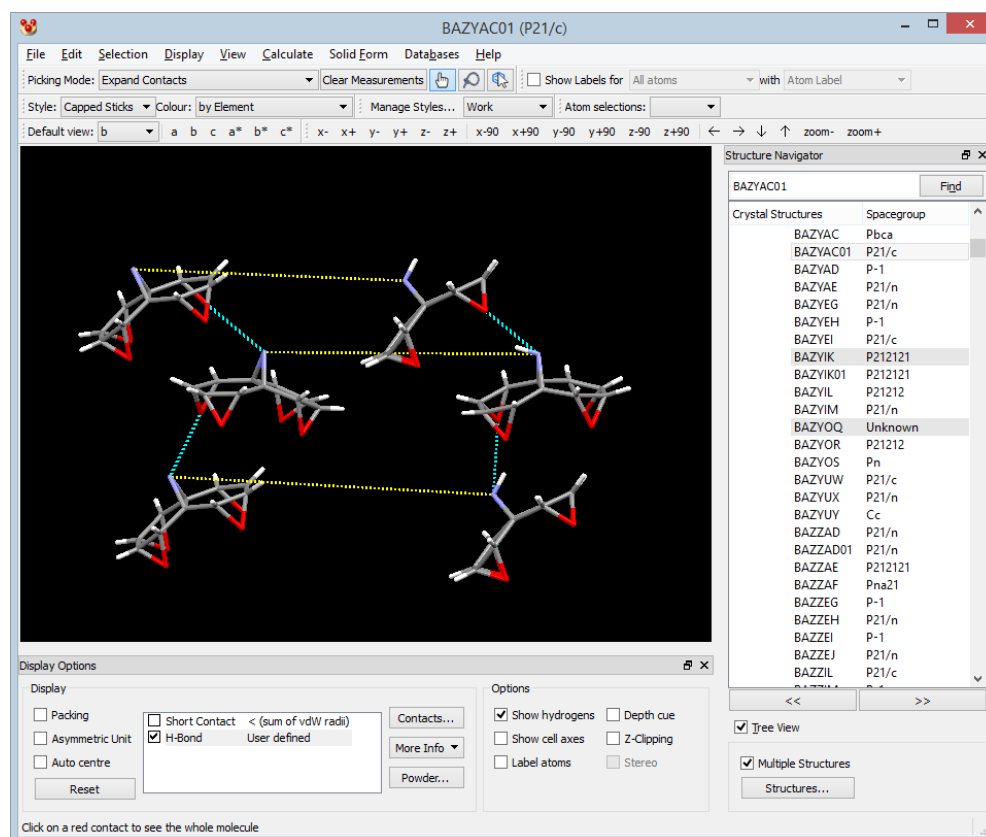 BAZYAC01 (P21/c)
File Edit Selection Display View Calculate Solid Form Databases Help
Picking Mode: Expand Contacts Clear Measurements Show Labels for All atoms with Atom Label
Style: Capped Sticks Colour: by Element Manage Styles... Work Atom selections:
Default view: b a b c a* b* c* x- x+ y- y+ z- z+ x-90 x+90 y-90 y+90 z-90 z+90 ← → ↓ ↑ zoom- zoom+
Structure Navigator
BAZYAC01 Find
Crystal Structures Spacegroup
BAZYAC Pbca
BAZYAC01 P21/c
BAZYAD P-1
BAZYAE P21/n
BAZYEG P21/n
BAZYEH P-1
BAZYEI P21/c
BAZYIK P212121
BAZYIK01 P212121
BAZYIL P21212
BAZYIM P21/n
BAZYOQ Unknown
BAZYOR P21212
BAZYOS Pn
BAZYUW P21/c
BAZYUX P21/n
BAZYUY Cc
BAZZAD P21/n
BAZZAD01 P21/n
BAZZAE P212121
BAZZAF Pna21
BAZZEG P-1
BAZZEH P21/n
BAZZEI P-1
BAZZEJ P21/n
BAZZIL P21/c
<< >>
Tree View
Multiple Structures
Structures...
Display Options
Display
Packing
Asymmetric Unit
Auto centre
Reset
Short Contact < (sum of vdW radii)
H-Bond User defined
Contacts...
More Info
Powder...
Options
Show hydrogens Depth cue
Show cell axes Z-Clipping
Label atoms Stereo
Click on a red contact to see the whole molecule